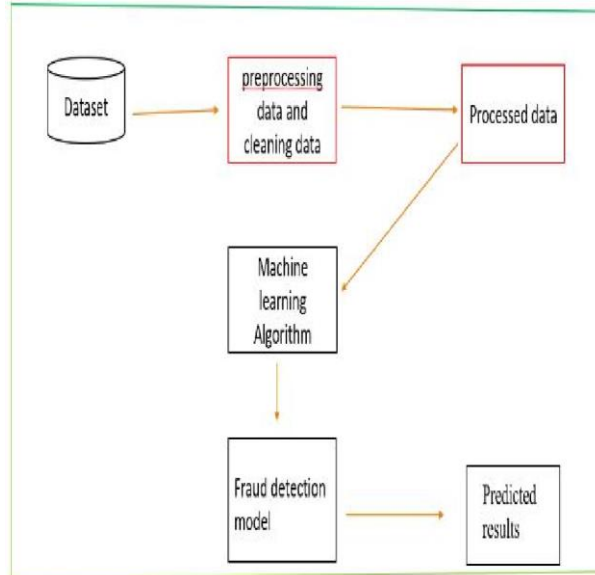 Dataset
preprocessing
data and
cleaning data
Processed data
Machine
learning
Algorithm
Fraud detection
model
Predicted
results